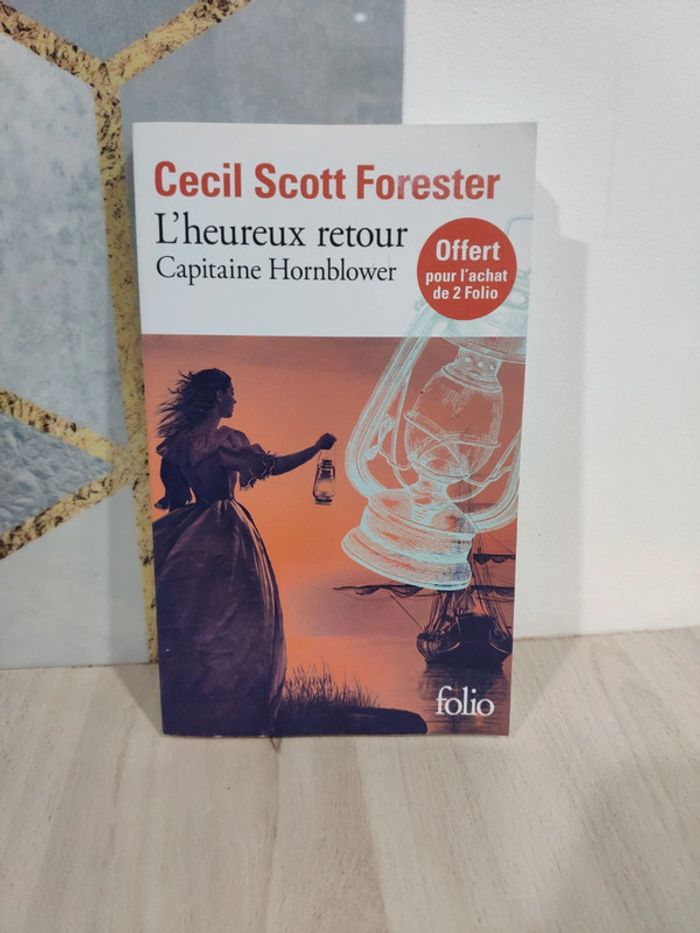 Cecil Scott Forester
L'heureux retour
Capitaine Hornblower
Offert
pour l'achat
de 2 Folio
folio